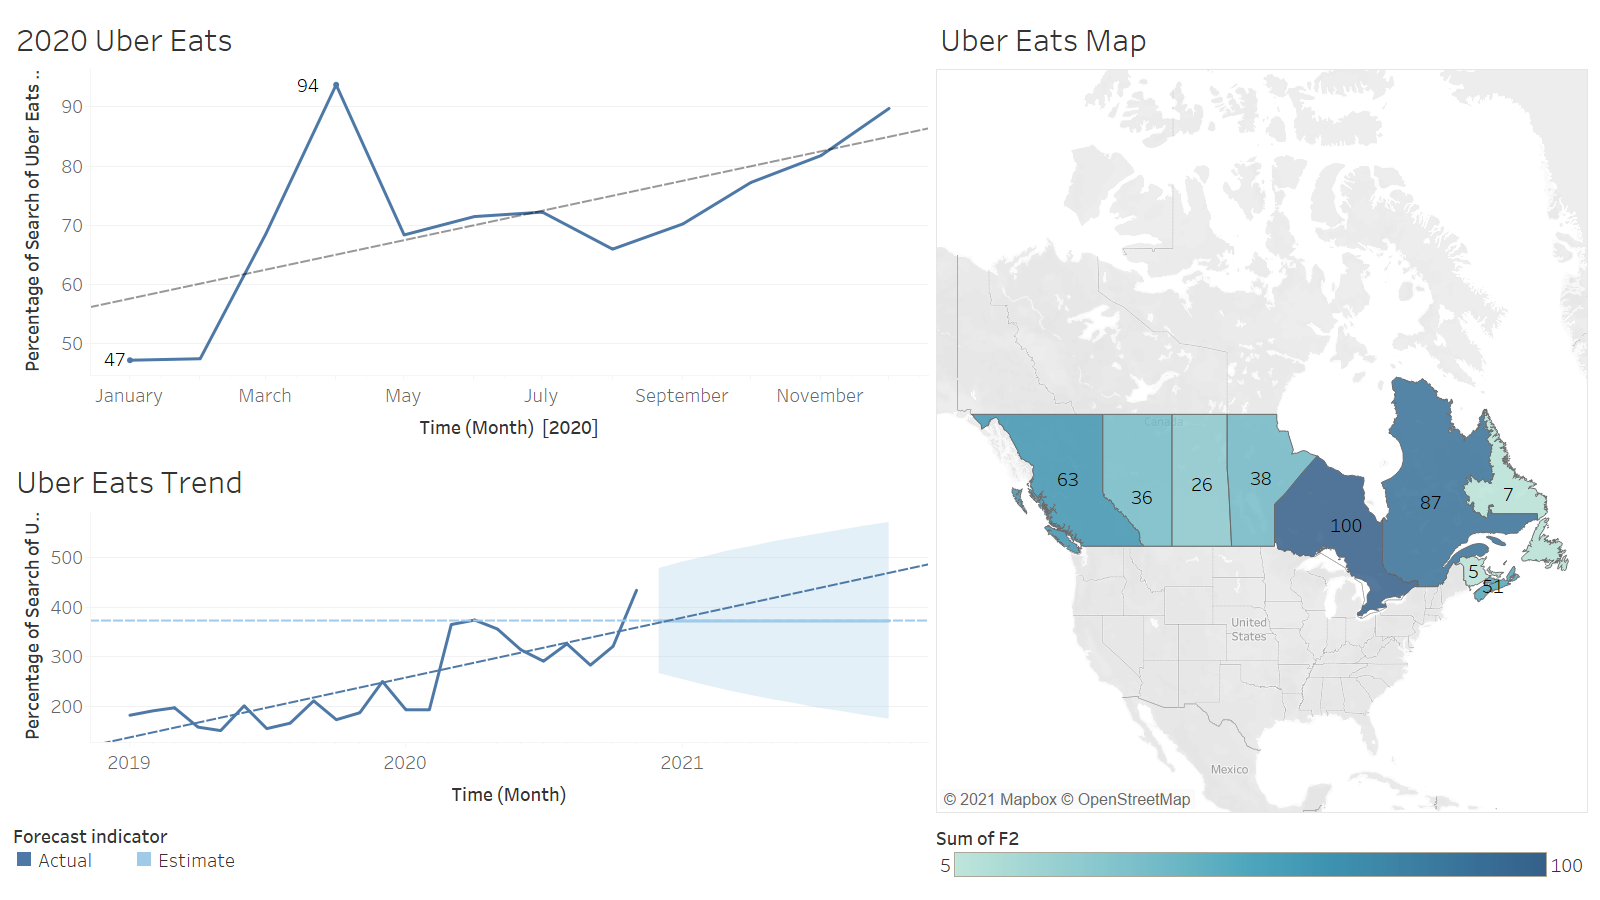 2020 Uber Eats
Percentage of Search of Uber Eats ..
90
80
70
60
50
94
47
January
March
May
July
September
November
Time (Month) [2020]
Uber Eats Trend
Percentage of Search of U..
500
400
300
200
2019
2020
2021
Time (Month)
Forecast indicator
Actual
Estimate
Uber Eats Map
Canada
63
36
26
38
100
87
7
5
51
United
States
Mexico
© 2021 Mapbox © OpenStreetMap
Sum of F2
5
100